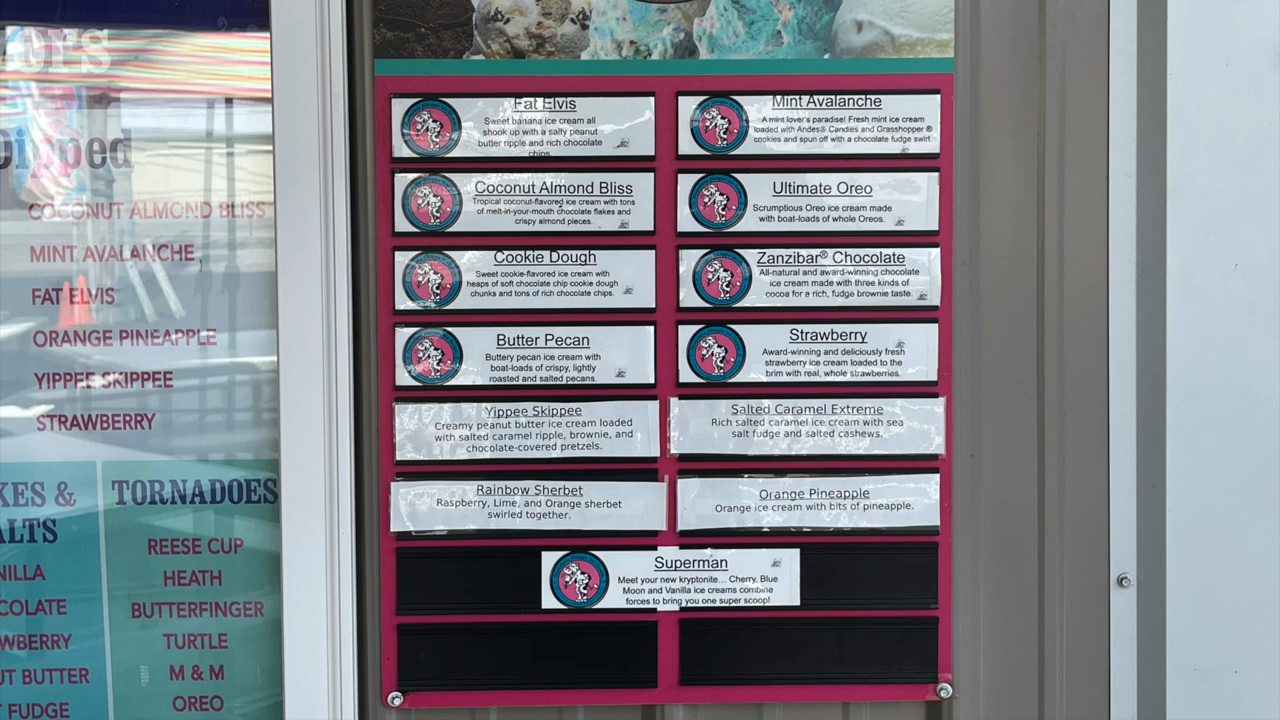 ors
Dipped
COCONUT ALMOND BLISS
MINT AVALANCHE
FAT ELVIS
ORANGE PINEAPPLE
YIPPEE SKIPPEE
STRAWBERRY
KES &
ALTS
NILLA
COLATE
WBERRY
UT BUTTER
FUDGE
TORNADOES
REESE CUP
HEATH
BUTTERFINGER
TURTLE
M & M
OREO
Fat Elvis
Sweet banana ice cream all
shook up with a salty peanut
butter ripple and rich chocolate
chips.
Mint Avalanche
A mint lover's paradise! Fresh mint ice cream
loaded with Andes® Candies and Grasshopper ®
cookies and spun off with a chocolate fudge swirl.
Coconut Almond Bliss
Tropical coconut-flavored ice cream with tons
of melt-in-your-mouth chocolate flakes and
crispy almond pieces.
Ultimate Oreo
Scrumptious Oreo ice cream made
with boat-loads of whole Oreos.
Cookie Dough
Sweet cookie-flavored ice cream with
heaps of soft chocolate chip cookie dough
chunks and tons of rich chocolate chips.
Zanzibar® Chocolate
All-natural and award-winning chocolate
ice cream made with three kinds of
cocoa for a rich, fudge brownie taste.
Butter Pecan
Buttery pecan ice cream with
boat-loads of crispy, lightly
roasted and salted pecans.
Strawberry
Award-winning and deliciously fresh
strawberry ice cream loaded to the
brim with real, whole strawberries.
Yippee Skippee
Creamy peanut butter ice cream loaded
with salted caramel ripple, brownie, and
chocolate-covered pretzels.
Salted Caramel Extreme
Rich salted caramel ice cream with sea
salt fudge and salted cashews.
Rainbow Sherbet
Raspberry, Lime, and Orange sherbet
swirled together.
Orange Pineapple
Orange ice cream with bits of pineapple.
Superman
Meet your new kryptonite... Cherry, Blue
Moon and Vanilla ice creams combine
forces to bring you one super scoop!